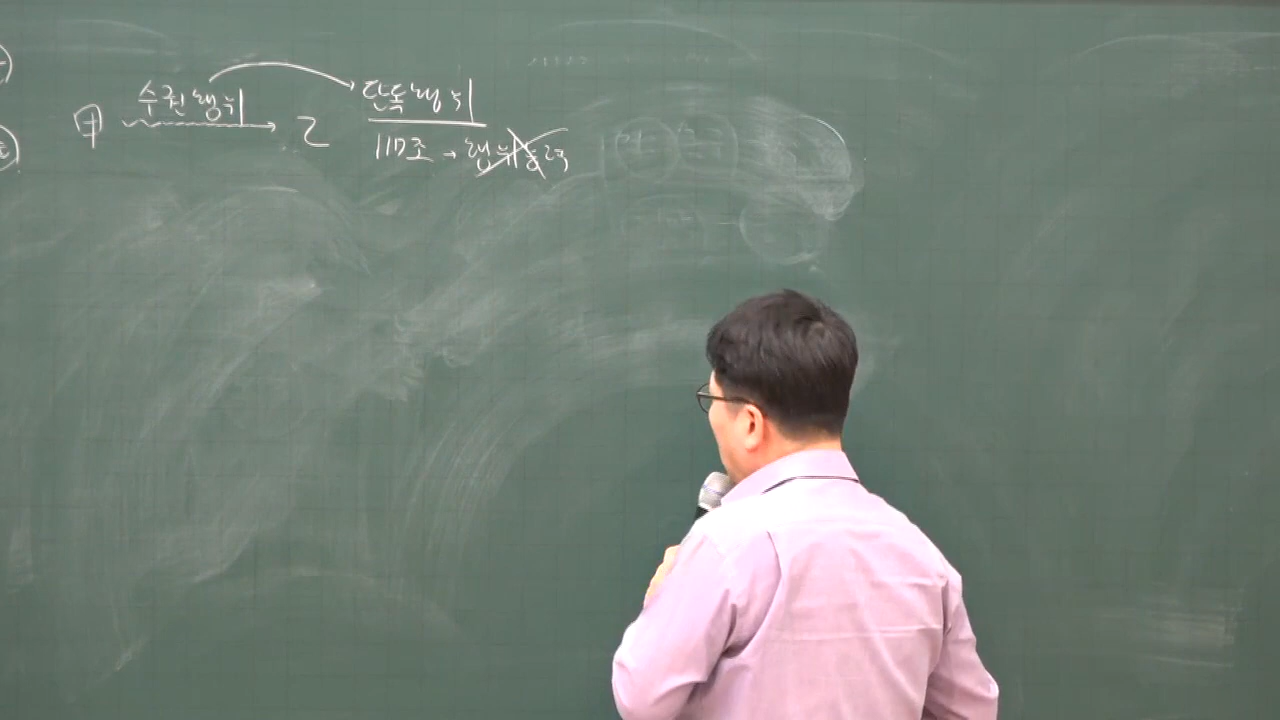 수권행위 단독행위
甲 → 乙 117조 → 행위능력